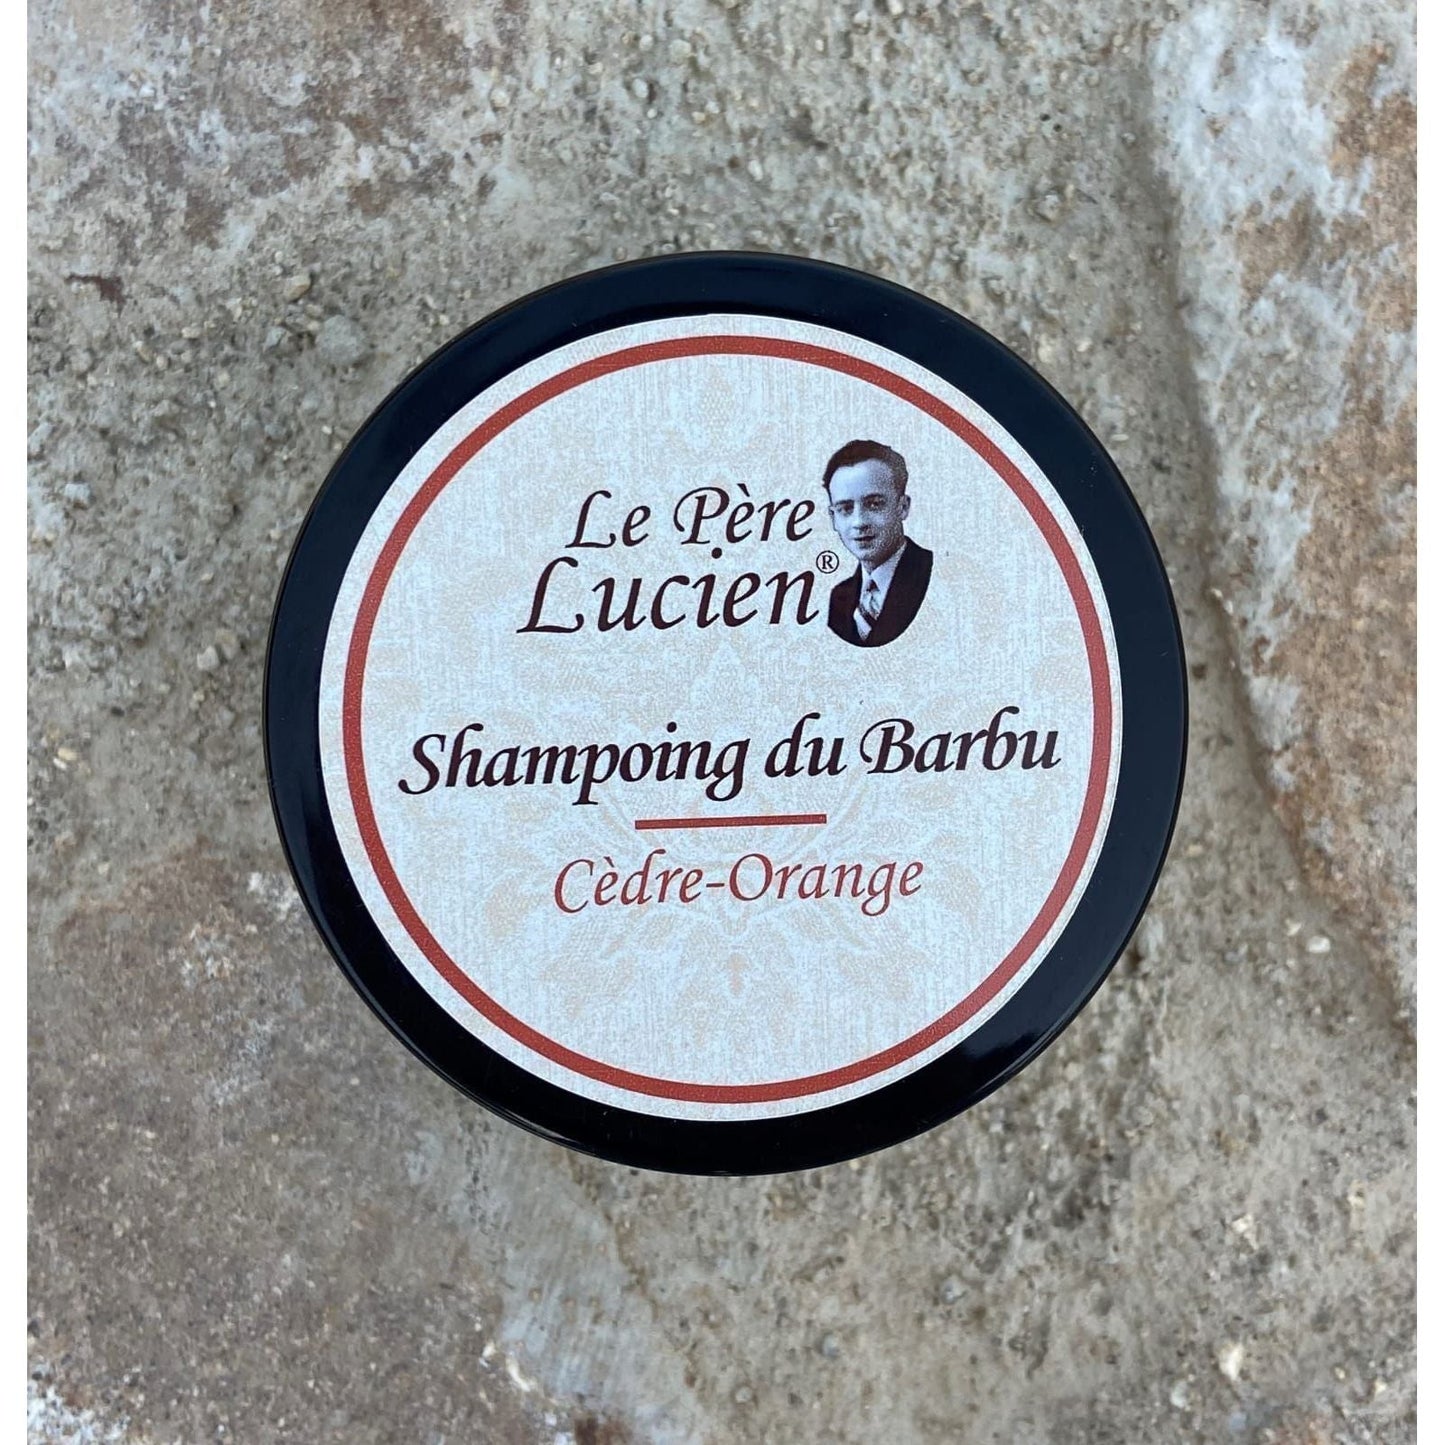 Le Père
Lucien®
Shampoing du Barbu
Cèdre-Orange